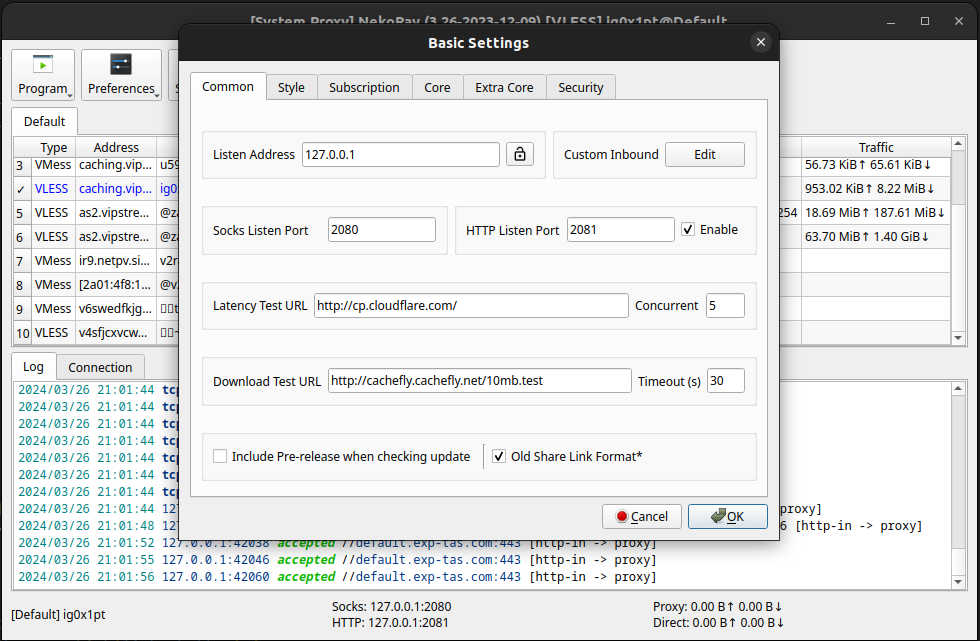 [System Proxy] NekoRay (3.26-2023-12-09) [VLESS] ig0x1pt@Default
Basic Settings
Program
Preferences
Default
Type Address Traffic
3 VMess caching.vip... u59 56.73 KiB↑ 65.61 KiB↓
✓ VLESS caching.vip... ig0 953.02 KiB↑ 8.22 MiB↓
5 VLESS as2.vipstre... @za 254 18.69 MiB↑ 187.61 MiB↓
6 VLESS as2.vipstre... @za 63.70 MiB↑ 1.40 GiB↓
7 VMess ir9.netpv.si... v2r
8 VMess [2a01:4f8:1... @v
9 VMess v6swedfkjg...
10 VLESS v4sfjcxvcw...
Common Style Subscription Core Extra Core Security
Listen Address 127.0.0.1 Custom Inbound Edit
Socks Listen Port 2080 HTTP Listen Port 2081 Enable
Latency Test URL http://cp.cloudflare.com/ Concurrent 5
Download Test URL http://cachefly.cachefly.net/10mb.test Timeout (s) 30
Include Pre-release when checking update Old Share Link Format*
Cancel OK
Log Connection
2024/03/26 21:01:44 tcp
2024/03/26 21:01:44 tcp
2024/03/26 21:01:44 tcp
2024/03/26 21:01:44 tcp
2024/03/26 21:01:44 tcp
2024/03/26 21:01:44 tcp
2024/03/26 21:01:44 tcp
2024/03/26 21:01:44 127 proxy]
2024/03/26 21:01:48 127 6 [http-in -> proxy]
2024/03/26 21:01:52 127.0.0.1:42038 accepted //default.exp-tas.com:443 [http-in -> proxy]
2024/03/26 21:01:55 127.0.0.1:42046 accepted //default.exp-tas.com:443 [http-in -> proxy]
2024/03/26 21:01:56 127.0.0.1:42060 accepted //default.exp-tas.com:443 [http-in -> proxy]
[Default] ig0x1pt
Socks: 127.0.0.1:2080
HTTP: 127.0.0.1:2081
Proxy: 0.00 B↑ 0.00 B↓
Direct: 0.00 B↑ 0.00 B↓